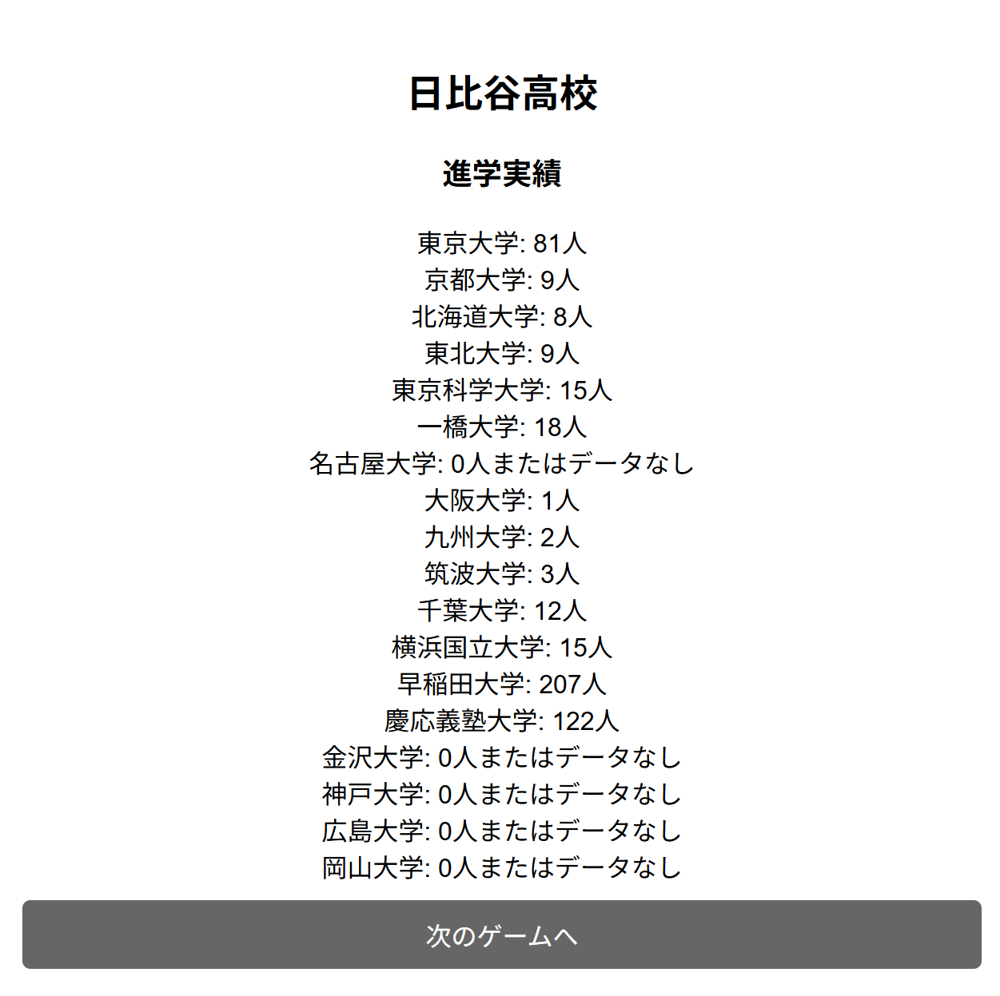 日比谷高校
進学実績
東京大学: 81人
京都大学: 9人
北海道大学: 8人
東北大学: 9人
東京科学大学: 15人
一橋大学: 18人
名古屋大学: 0人またはデータなし
大阪大学: 1人
九州大学: 2人
筑波大学: 3人
千葉大学: 12人
横浜国立大学: 15人
早稲田大学: 207人
慶応義塾大学: 122人
金沢大学: 0人またはデータなし
神戸大学: 0人またはデータなし
広島大学: 0人またはデータなし
岡山大学: 0人またはデータなし
次のゲームへ